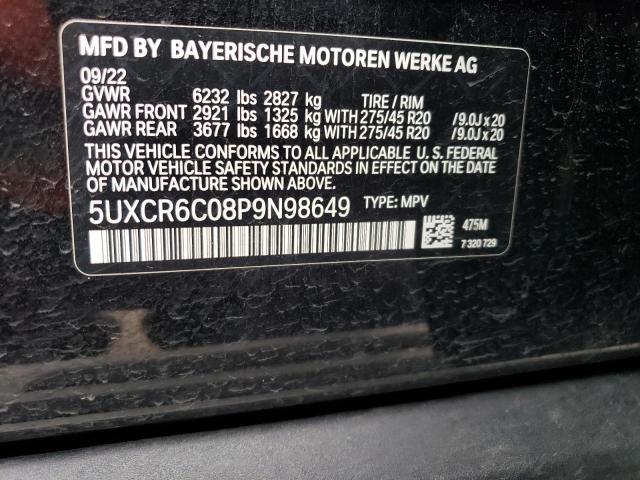 MFD BY BAYERISCHE MOTOREN WERKE AG
09/22
GVWR 6232 lbs 2827 kg TIRE / RIM
GAWR FRONT 2921 lbs 1325 kg WITH 275/45 R20 /9.0J x 20
GAWR REAR 3677 lbs 1668 kg WITH 275/45 R20 /9.0J x 20
THIS VEHICLE CONFORMS TO ALL APPLICABLE U. S. FEDERAL
MOTOR VEHICLE SAFETY STANDARDS IN EFFECT ON THE DATE
OF MANUFACTURE SHOWN ABOVE.
5UXCR6C08P9N98649 TYPE: MPV
475M
7 320 729